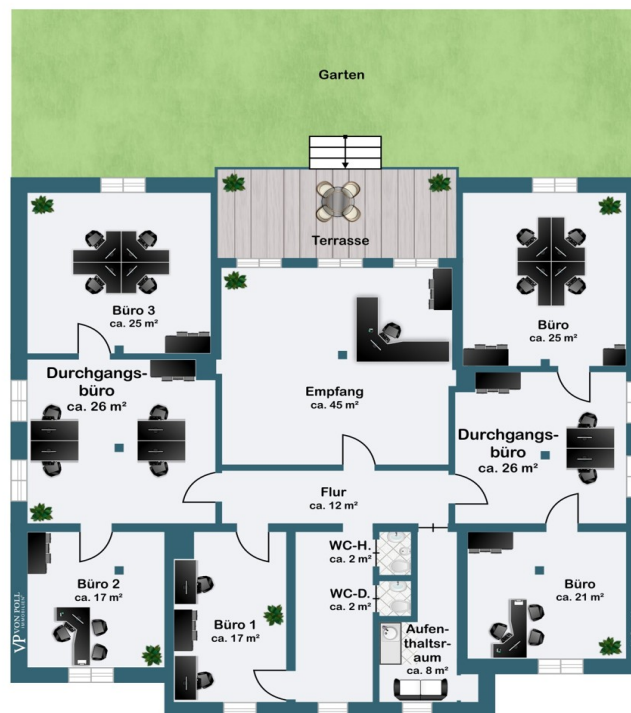 Garten
Terrasse
Büro 3
ca. 25 m²
Büro
ca. 25 m²
Durchgangs-
büro
ca. 26 m²
Empfang
ca. 45 m²
Durchgangs-
büro
ca. 26 m²
Flur
ca. 12 m²
Büro 2
ca. 17 m²
Büro 1
ca. 17 m²
WC-H.
ca. 2 m²
WC-D.
ca. 2 m²
Aufen-
thaltsr-
aum
ca. 8 m²
Büro
ca. 21 m²
VP VON POLL
IMMOBILIEN